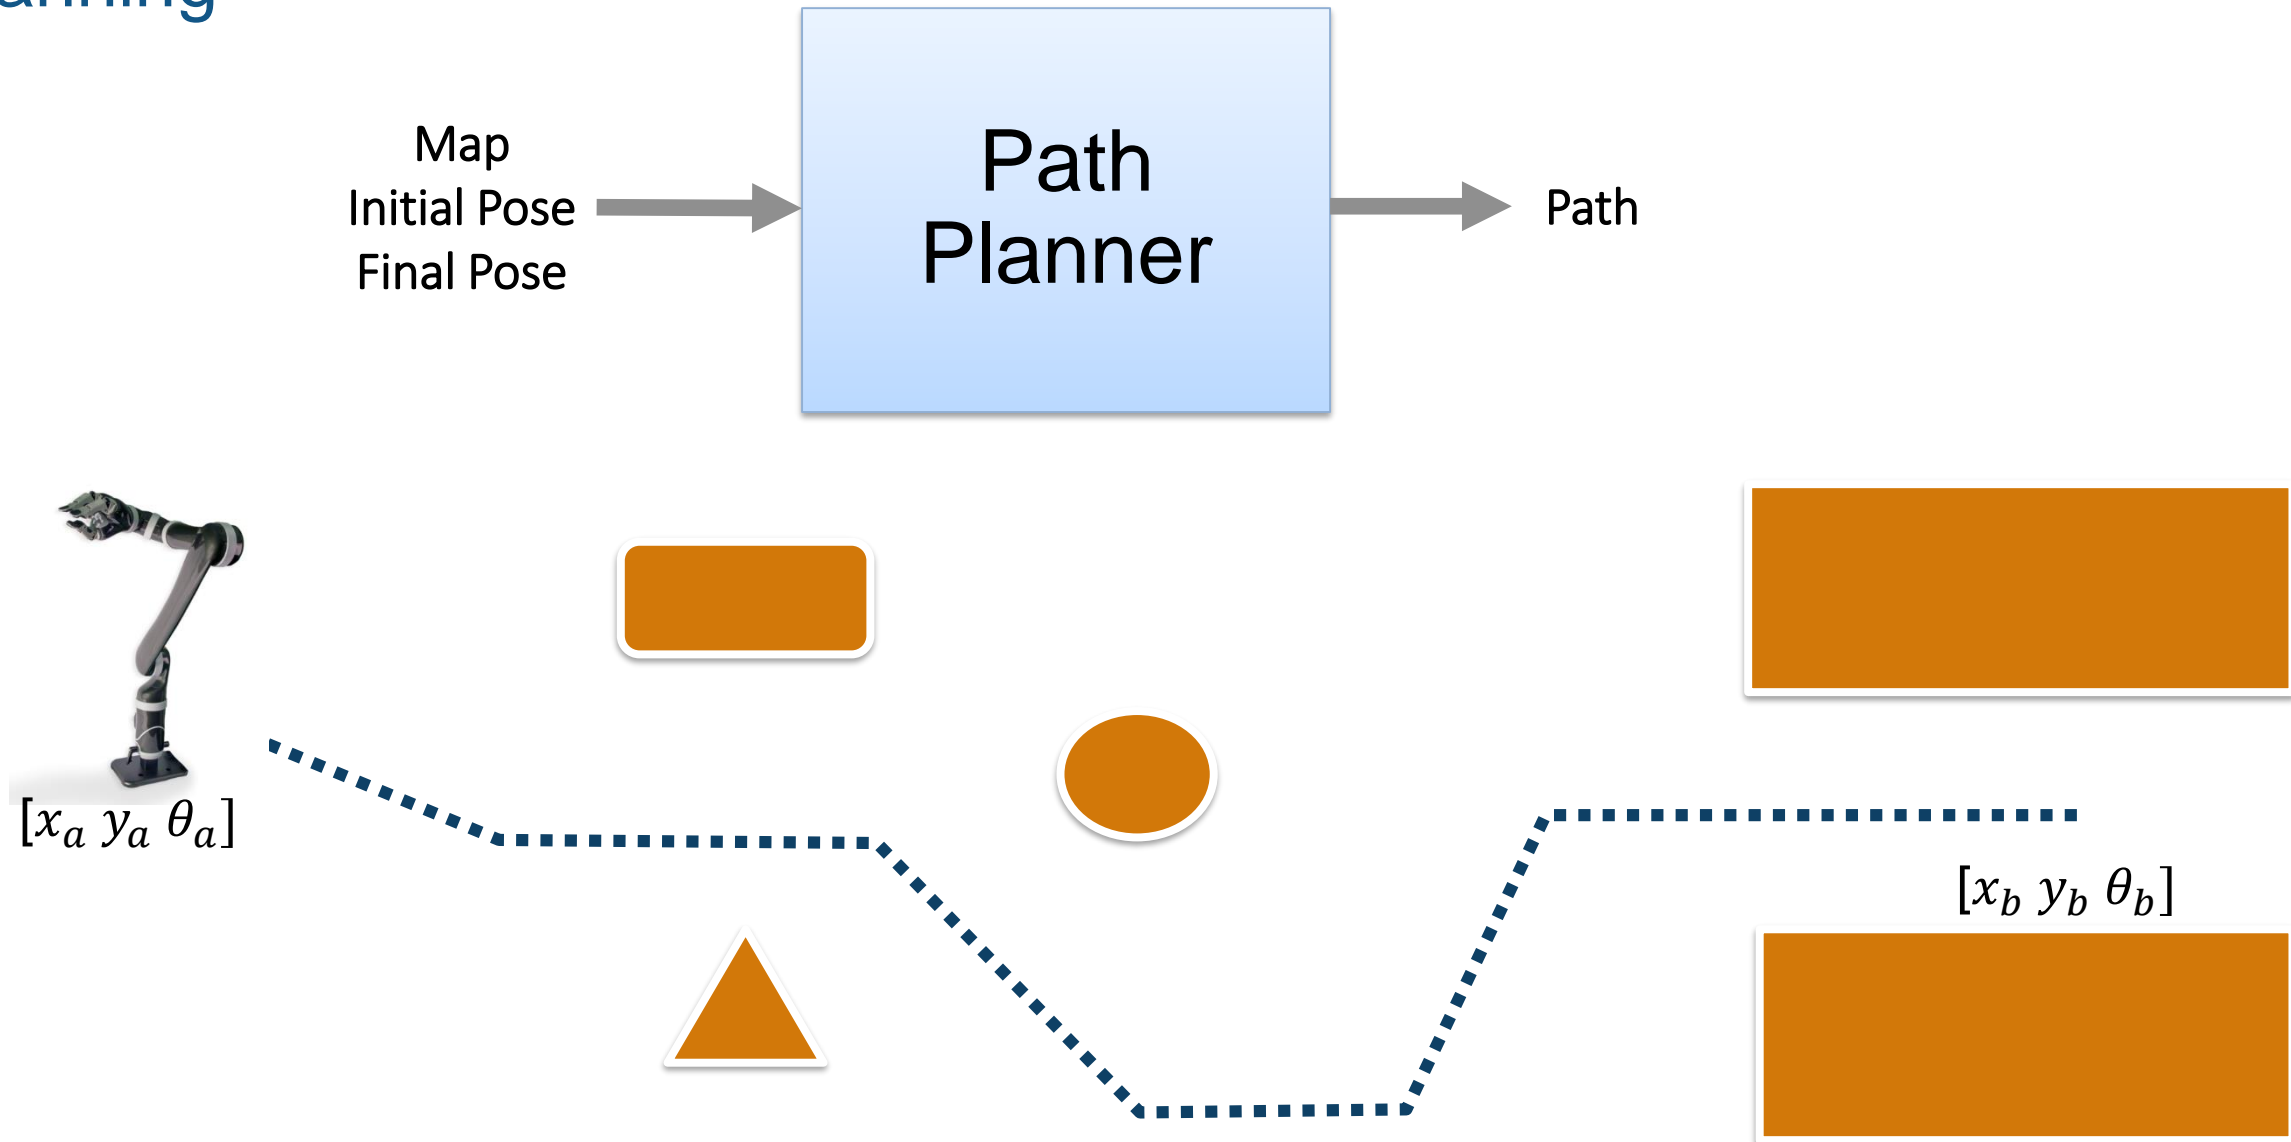 Map
Initial Pose
Final Pose
Path
Planner
Path
[x_a y_a θ_a]
[x_b y_b θ_b]